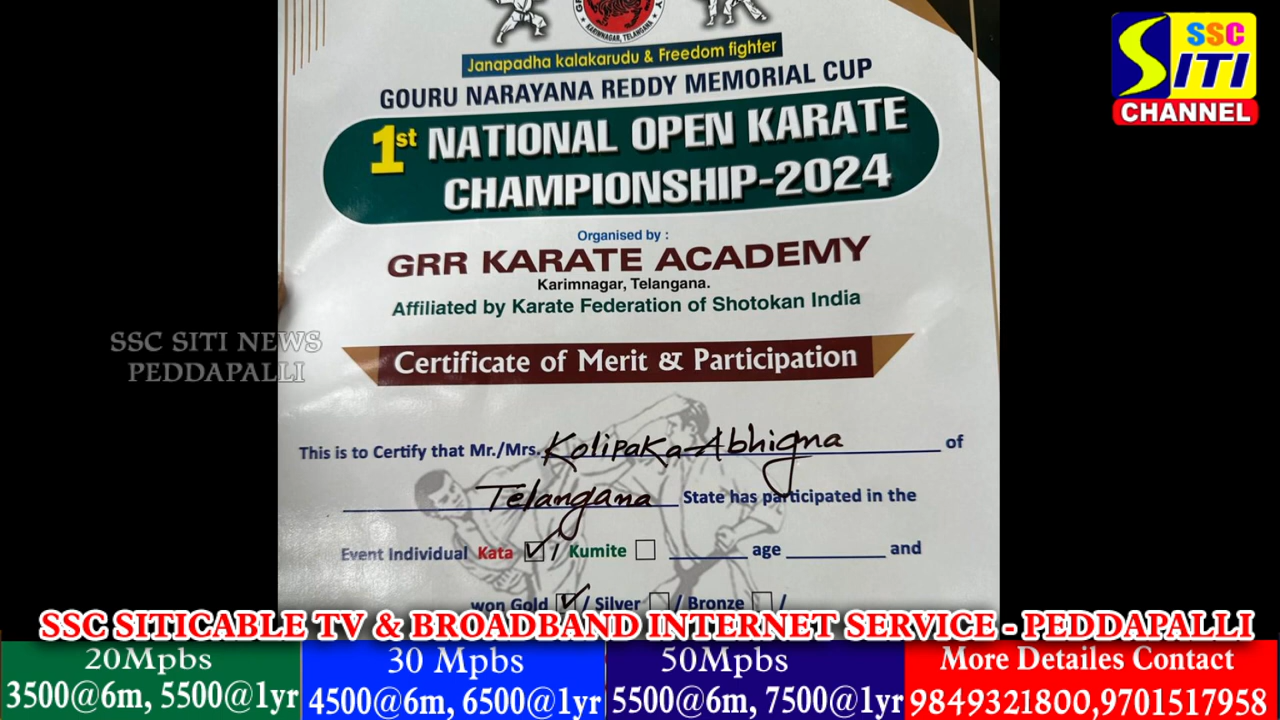 SSC
SITI
CHANNEL
KARIMNAGAR, TELANGANA
Janapadha kalakarudu & Freedom fighter
GOURU NARAYANA REDDY MEMORIAL CUP
1st NATIONAL OPEN KARATE
CHAMPIONSHIP-2024
Organised by :
GRR KARATE ACADEMY
Karimnagar, Telangana.
Affiliated by Karate Federation of Shotokan India
SSC SITI NEWS
PEDDAPALLI
Certificate of Merit & Participation
This is to Certify that Mr./Mrs. Kolipaka-Abhigna of
Telangana State has participated in the
Event Individual Kata / Kumite age and
won Gold / Silver / Bronze /
SSC SITICABLE TV & BROADBAND INTERNET SERVICE - PEDDAPALLI
20Mpbs
3500@6m, 5500@1yr
30 Mpbs
4500@6m, 6500@1yr
50Mpbs
5500@6m, 7500@1yr
More Detailes Contact
9849321800,9701517958